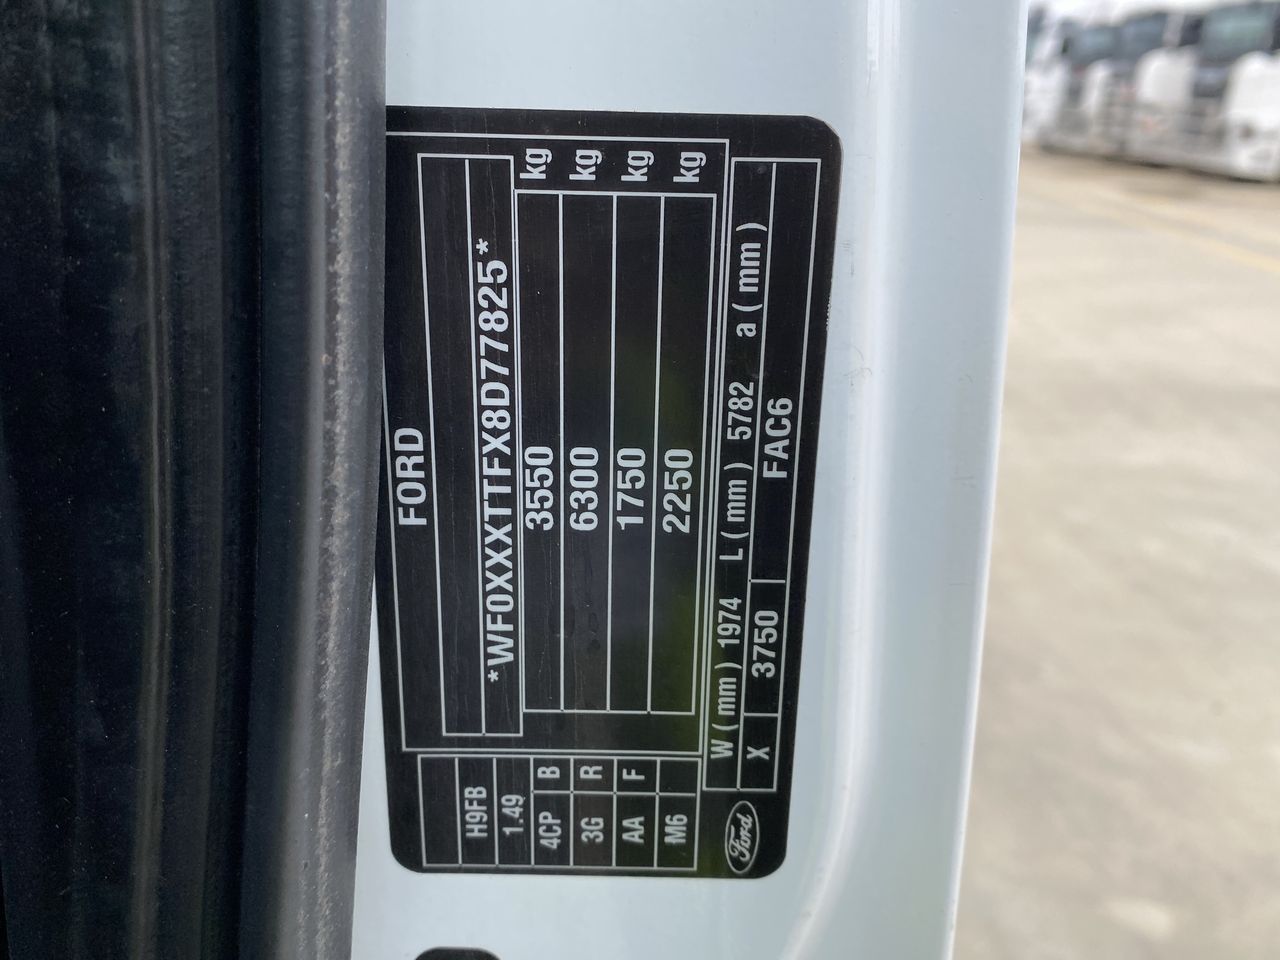 FORD
*WF0XXXTTFX8D77825*
3550 kg
6300 kg
1750 kg
2250 kg
H9FB
1.49
4CP B
3G R
AA F
M6
W ( mm ) 1974 L ( mm ) 5782 a ( mm )
X 3750 FAC6
Ford